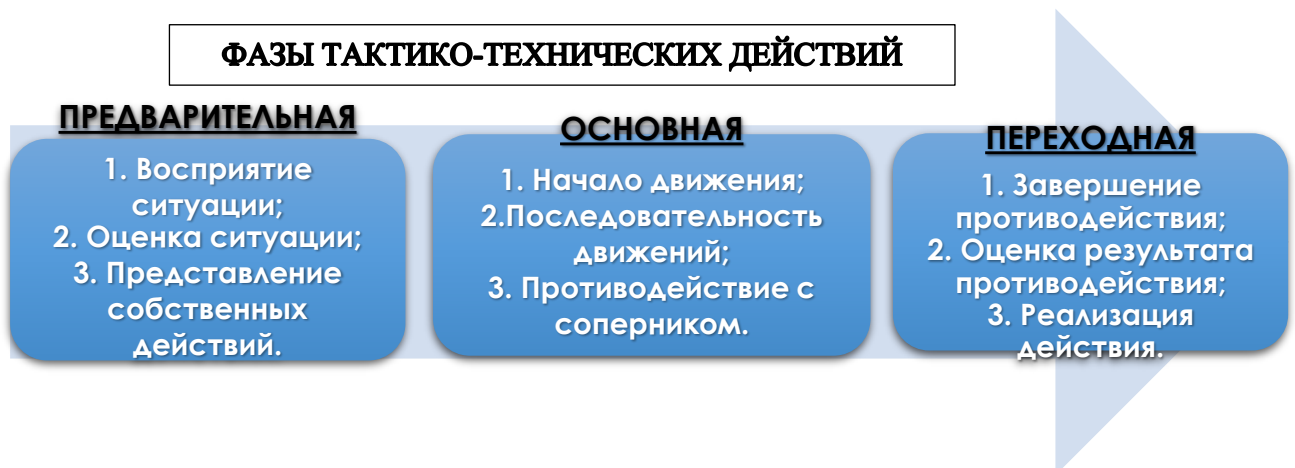 ФАЗЫ ТАКТИКО-ТЕХНИЧЕСКИХ ДЕЙСТВИЙ
ПРЕДВАРИТЕЛЬНАЯ
1. Восприятие
ситуации;
2. Оценка ситуации;
3. Представление
собственных
действий.
ОСНОВНАЯ
1. Начало движения;
2.Последовательность
движений;
3. Противодействие с
соперником.
ПЕРЕХОДНАЯ
1. Завершение
противодействия;
2. Оценка результата
противодействия;
3. Реализация
действия.